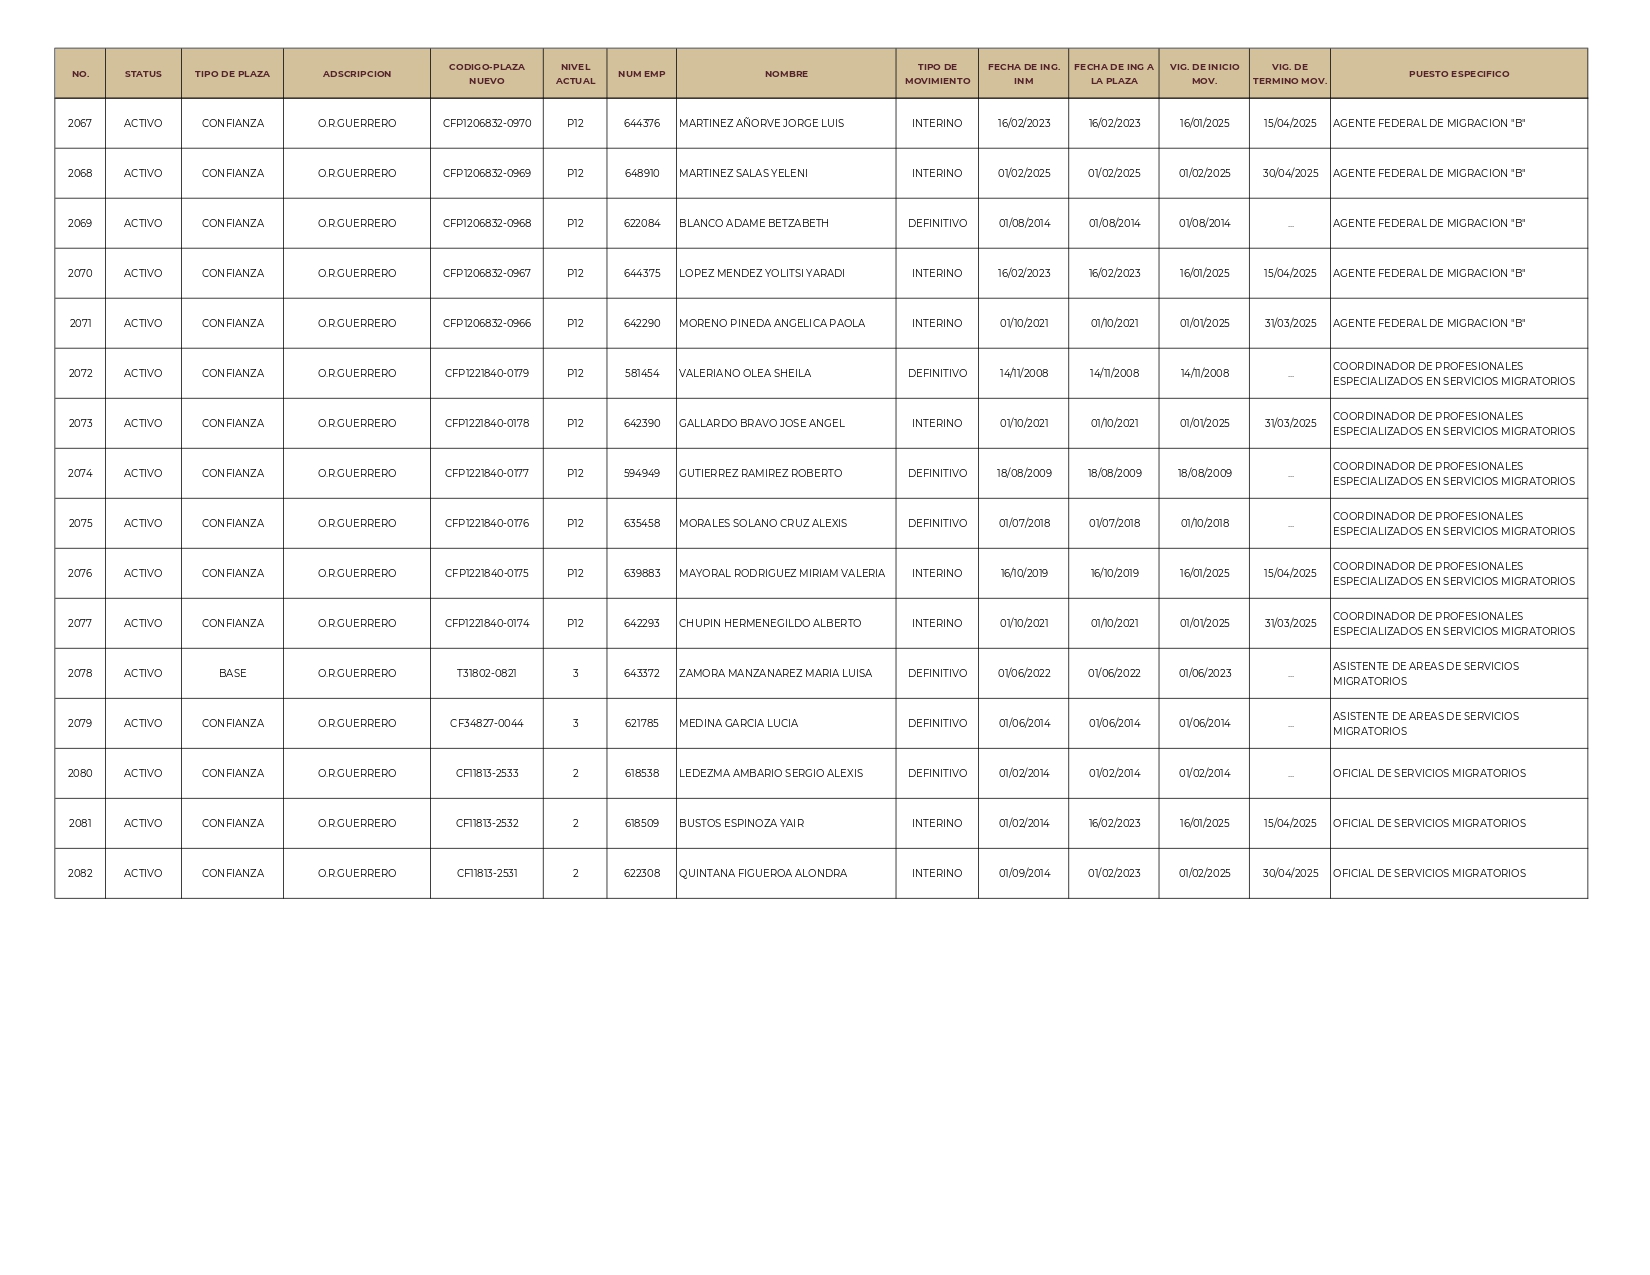 NO. STATUS TIPO DE PLAZA ADSCRIPCION CODIGO-PLAZA NUEVO NIVEL ACTUAL NUM EMP NOMBRE TIPO DE MOVIMIENTO FECHA DE ING. INM FECHA DE ING A LA PLAZA VIG. DE INICIO MOV. VIG. DE TERMINO MOV. PUESTO ESPECIFICO
2067 ACTIVO CONFIANZA O.R.GUERRERO CFP1206832-0970 P12 644376 MARTINEZ AÑORVE JORGE LUIS INTERINO 16/02/2023 16/02/2023 16/01/2025 15/04/2025 AGENTE FEDERAL DE MIGRACION "B"
2068 ACTIVO CONFIANZA O.R.GUERRERO CFP1206832-0969 P12 648910 MARTINEZ SALAS YELENI INTERINO 01/02/2025 01/02/2025 01/02/2025 30/04/2025 AGENTE FEDERAL DE MIGRACION "B"
2069 ACTIVO CONFIANZA O.R.GUERRERO CFP1206832-0968 P12 622084 BLANCO ADAME BETZABETH DEFINITIVO 01/08/2014 01/08/2014 01/08/2014 ... AGENTE FEDERAL DE MIGRACION "B"
2070 ACTIVO CONFIANZA O.R.GUERRERO CFP1206832-0967 P12 644375 LOPEZ MENDEZ YOLITSI YARADI INTERINO 16/02/2023 16/02/2023 16/01/2025 15/04/2025 AGENTE FEDERAL DE MIGRACION "B"
2071 ACTIVO CONFIANZA O.R.GUERRERO CFP1206832-0966 P12 642290 MORENO PINEDA ANGELICA PAOLA INTERINO 01/10/2021 01/10/2021 01/01/2025 31/03/2025 AGENTE FEDERAL DE MIGRACION "B"
2072 ACTIVO CONFIANZA O.R.GUERRERO CFP1221840-0179 P12 581454 VALERIANO OLEA SHEILA DEFINITIVO 14/11/2008 14/11/2008 14/11/2008 ... COORDINADOR DE PROFESIONALES ESPECIALIZADOS EN SERVICIOS MIGRATORIOS
2073 ACTIVO CONFIANZA O.R.GUERRERO CFP1221840-0178 P12 642390 GALLARDO BRAVO JOSE ANGEL INTERINO 01/10/2021 01/10/2021 01/01/2025 31/03/2025 COORDINADOR DE PROFESIONALES ESPECIALIZADOS EN SERVICIOS MIGRATORIOS
2074 ACTIVO CONFIANZA O.R.GUERRERO CFP1221840-0177 P12 594949 GUTIERREZ RAMIREZ ROBERTO DEFINITIVO 18/08/2009 18/08/2009 18/08/2009 ... COORDINADOR DE PROFESIONALES ESPECIALIZADOS EN SERVICIOS MIGRATORIOS
2075 ACTIVO CONFIANZA O.R.GUERRERO CFP1221840-0176 P12 635458 MORALES SOLANO CRUZ ALEXIS DEFINITIVO 01/07/2018 01/07/2018 01/10/2018 ... COORDINADOR DE PROFESIONALES ESPECIALIZADOS EN SERVICIOS MIGRATORIOS
2076 ACTIVO CONFIANZA O.R.GUERRERO CFP1221840-0175 P12 639883 MAYORAL RODRIGUEZ MIRIAM VALERIA INTERINO 16/10/2019 16/10/2019 16/01/2025 15/04/2025 COORDINADOR DE PROFESIONALES ESPECIALIZADOS EN SERVICIOS MIGRATORIOS
2077 ACTIVO CONFIANZA O.R.GUERRERO CFP1221840-0174 P12 642293 CHUPIN HERMENEGILDO ALBERTO INTERINO 01/10/2021 01/10/2021 01/01/2025 31/03/2025 COORDINADOR DE PROFESIONALES ESPECIALIZADOS EN SERVICIOS MIGRATORIOS
2078 ACTIVO BASE O.R.GUERRERO T31802-0821 3 643372 ZAMORA MANZANAREZ MARIA LUISA DEFINITIVO 01/06/2022 01/06/2022 01/06/2023 ... ASISTENTE DE AREAS DE SERVICIOS MIGRATORIOS
2079 ACTIVO CONFIANZA O.R.GUERRERO CF34827-0044 3 621785 MEDINA GARCIA LUCIA DEFINITIVO 01/06/2014 01/06/2014 01/06/2014 ... ASISTENTE DE AREAS DE SERVICIOS MIGRATORIOS
2080 ACTIVO CONFIANZA O.R.GUERRERO CF11813-2533 2 618538 LEDEZMA AMBARIO SERGIO ALEXIS DEFINITIVO 01/02/2014 01/02/2014 01/02/2014 ... OFICIAL DE SERVICIOS MIGRATORIOS
2081 ACTIVO CONFIANZA O.R.GUERRERO CF11813-2532 2 618509 BUSTOS ESPINOZA YAIR INTERINO 01/02/2014 16/02/2023 16/01/2025 15/04/2025 OFICIAL DE SERVICIOS MIGRATORIOS
2082 ACTIVO CONFIANZA O.R.GUERRERO CF11813-2531 2 622308 QUINTANA FIGUEROA ALONDRA INTERINO 01/09/2014 01/02/2023 01/02/2025 30/04/2025 OFICIAL DE SERVICIOS MIGRATORIOS